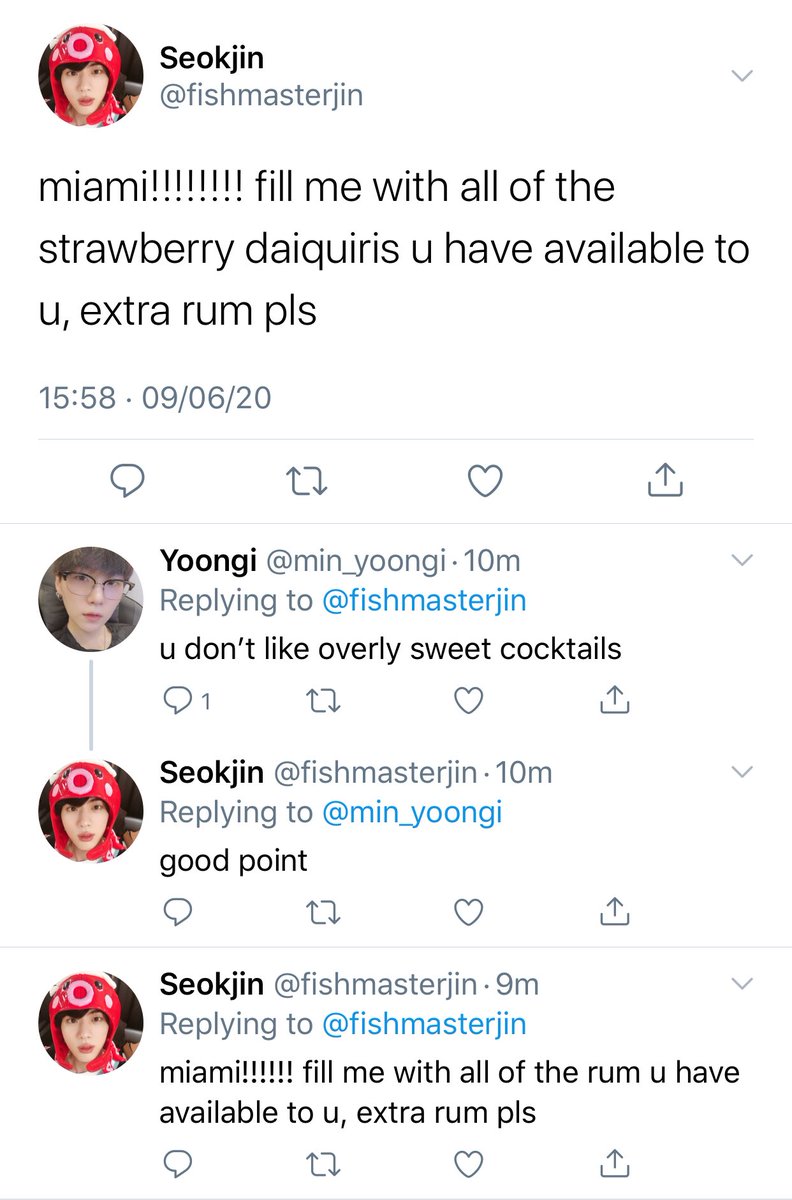 Seokjin
@fishmasterjin
miami!!!!!!!! fill me with all of the
strawberry daiquiris u have available to
u, extra rum pls
15:58 · 09/06/20
Yoongi @min_yoongi · 10m
Replying to @fishmasterjin
u don’t like overly sweet cocktails
1
Seokjin @fishmasterjin · 10m
Replying to @min_yoongi
good point
Seokjin @fishmasterjin · 9m
Replying to @fishmasterjin
miami!!!!!! fill me with all of the rum u have
available to u, extra rum pls